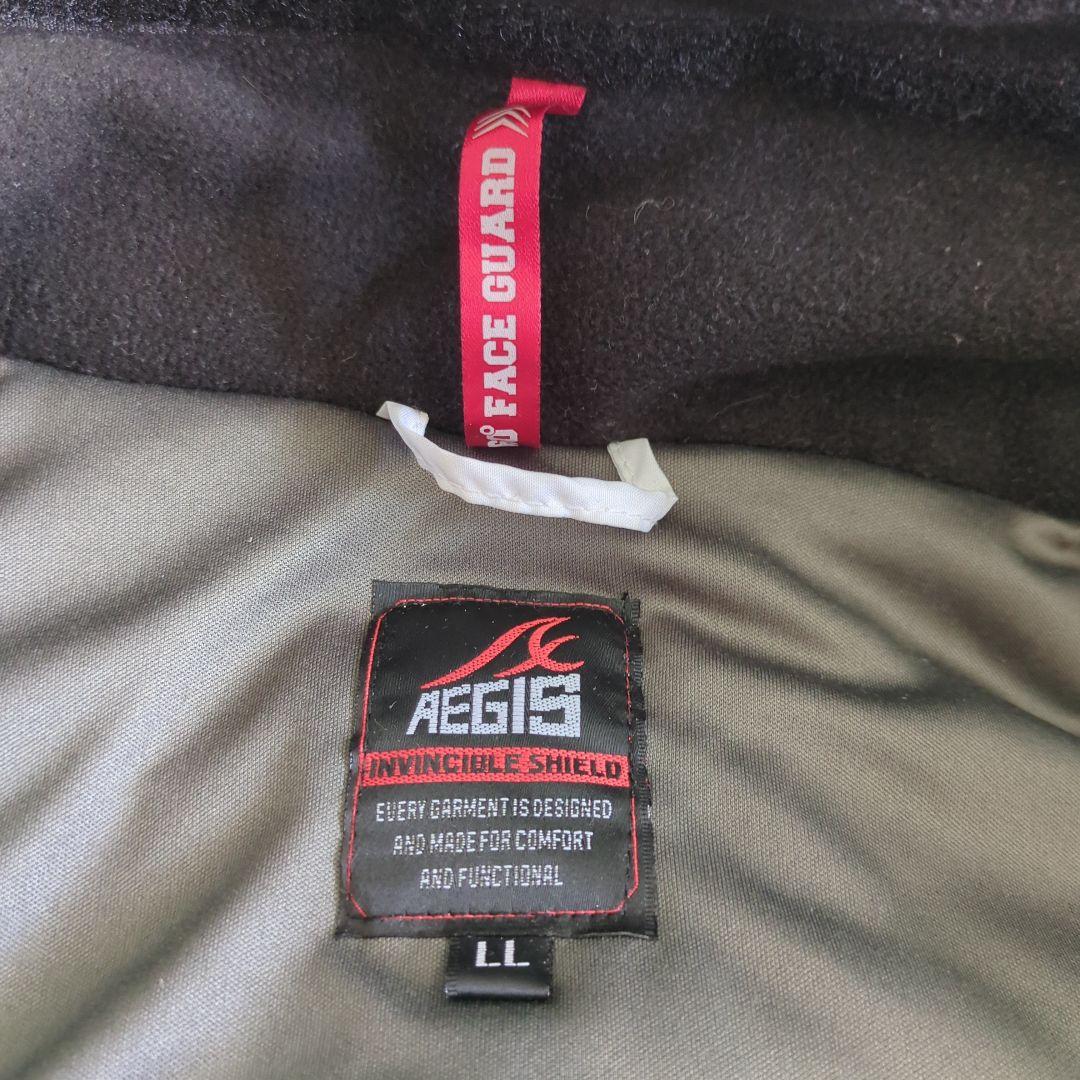 FACE GUARD
AEGIS
INVINCIBLE SHIELD
EVERY GARMENT IS DESIGNED
AND MADE FOR COMFORT
AND FUNCTIONAL
LL